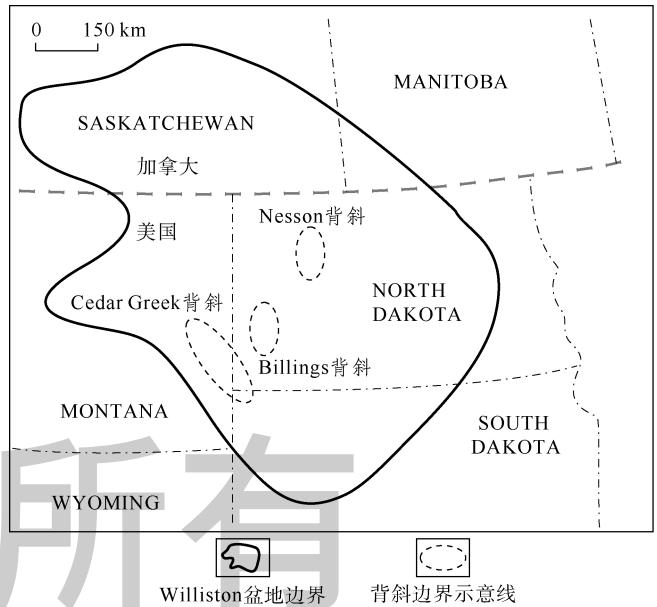 0 150 km
MANITOBA
SASKATCHEWAN
加拿大
美国
Nesson背斜
Cedar Greek背斜
NORTH
DAKOTA
Billings背斜
MONTANA
SOUTH
DAKOTA
WYOMING
所有
Williston盆地边界
背斜边界示意线